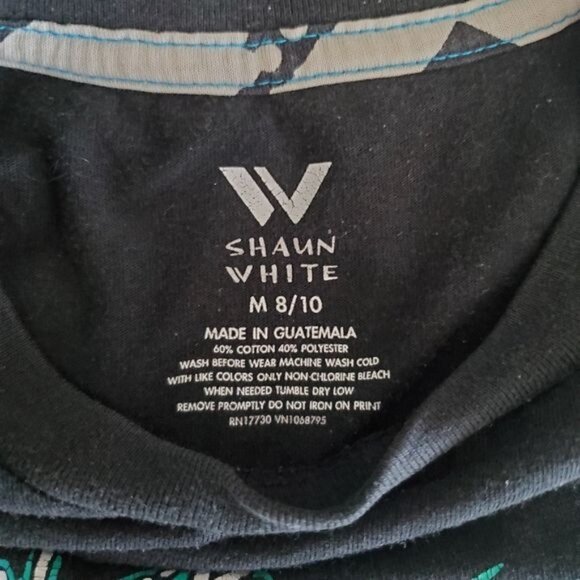 SHAUN
WHITE
M 8/10
MADE IN GUATEMALA
60% COTTON 40% POLYESTER
WASH BEFORE WEAR MACHINE WASH COLD
WITH LIKE COLORS ONLY NON-CHLORINE BLEACH
WHEN NEEDED TUMBLE DRY LOW
REMOVE PROMPTLY DO NOT IRON ON PRINT
RN17730 VN1068795